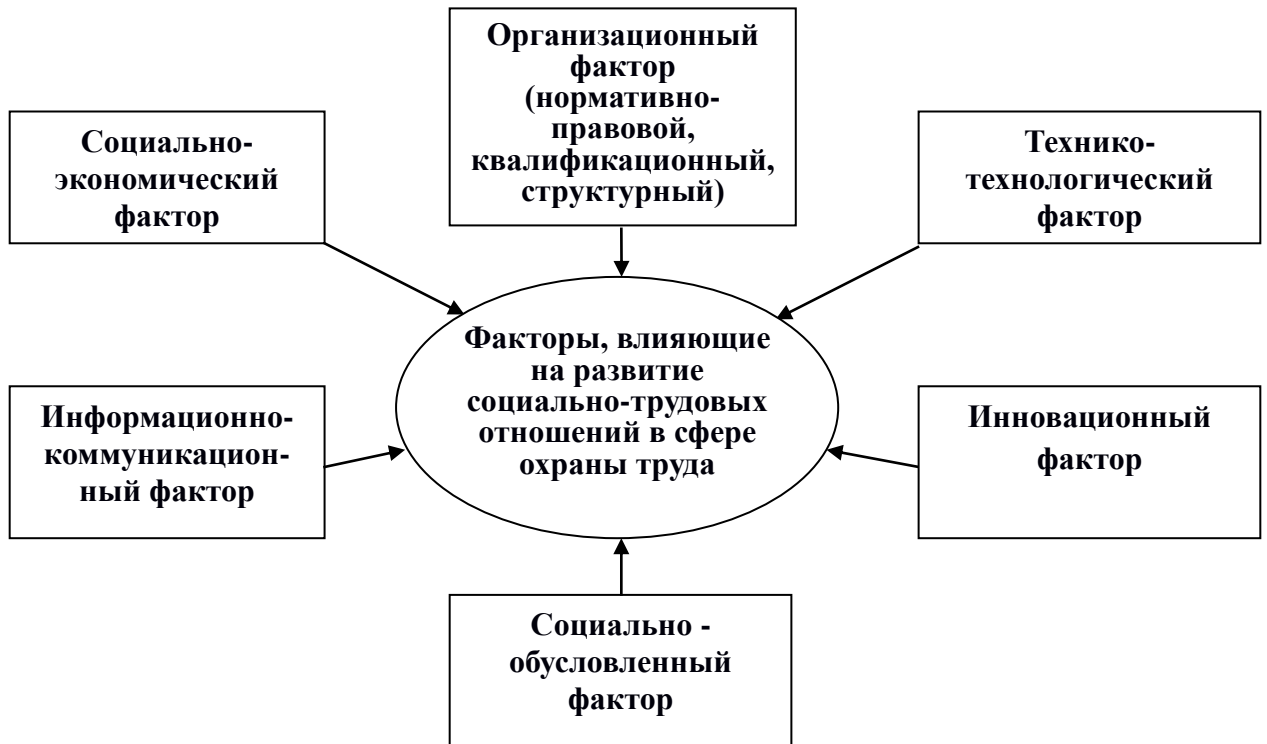 Организационный
фактор
(нормативно-
правовой,
квалификационный,
структурный)
Социально-
экономический
фактор
Технико-
технологический
фактор
Факторы, влияющие
на развитие
социально-трудовых
отношений в сфере
охраны труда
Информационно-
коммуникацион-
ный фактор
Инновационный
фактор
Социально -
обусловленный
фактор